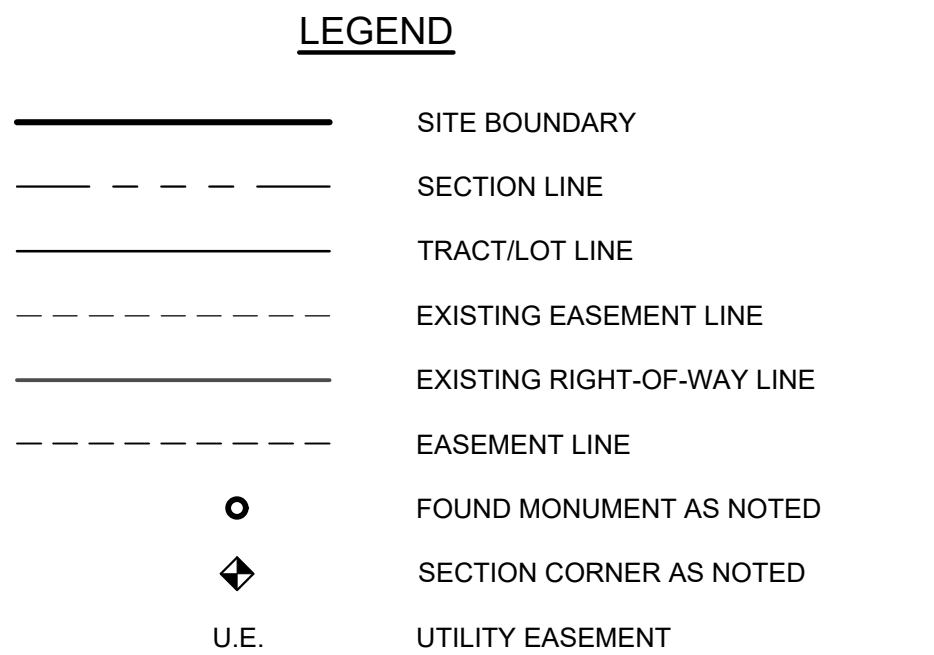 LEGEND
SITE BOUNDARY
SECTION LINE
TRACT/LOT LINE
EXISTING EASEMENT LINE
EXISTING RIGHT-OF-WAY LINE
EASEMENT LINE
FOUND MONUMENT AS NOTED
SECTION CORNER AS NOTED
U.E. UTILITY EASEMENT